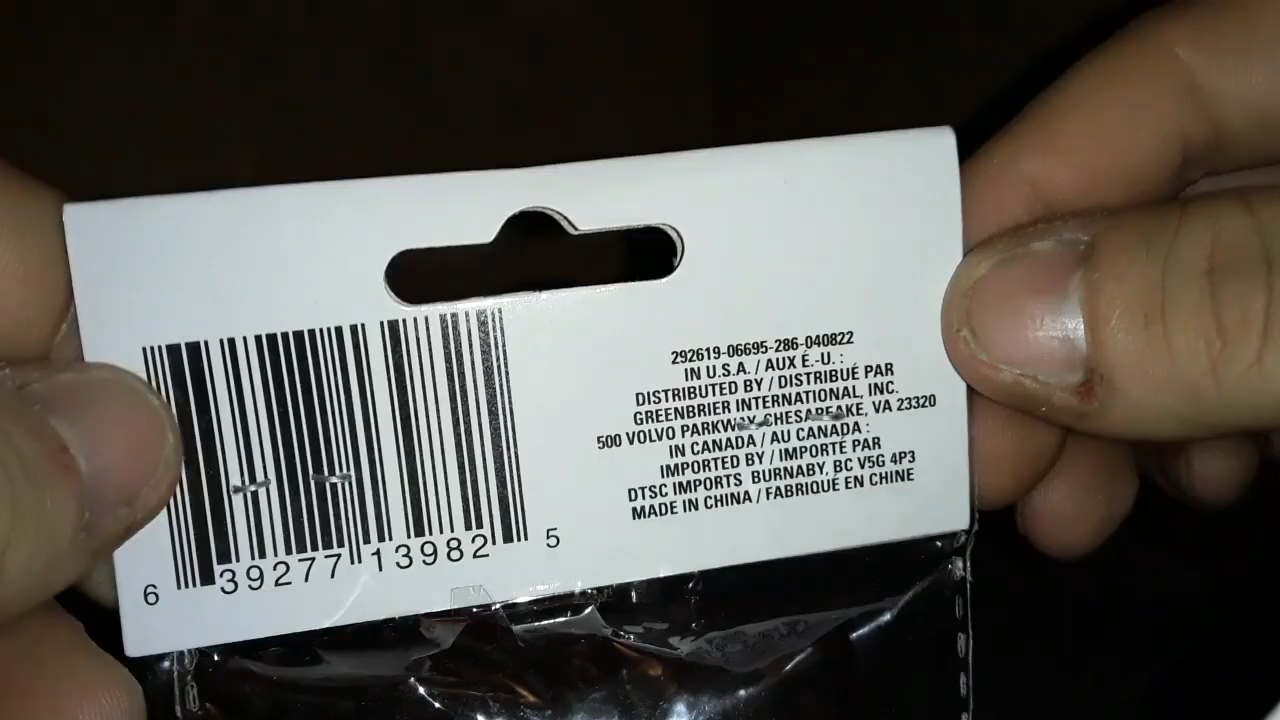 292619-06695-286-040822
IN U.S.A. / AUX É.-U. :
DISTRIBUTED BY / DISTRIBUÉ PAR
GREENBRIER INTERNATIONAL, INC.
500 VOLVO PARKWAY, CHESAPEAKE, VA 23320
IN CANADA / AU CANADA :
IMPORTED BY / IMPORTÉ PAR
DTSC IMPORTS BURNABY, BC V5G 4P3
MADE IN CHINA / FABRIQUÉ EN CHINE
6 39277 13982 5